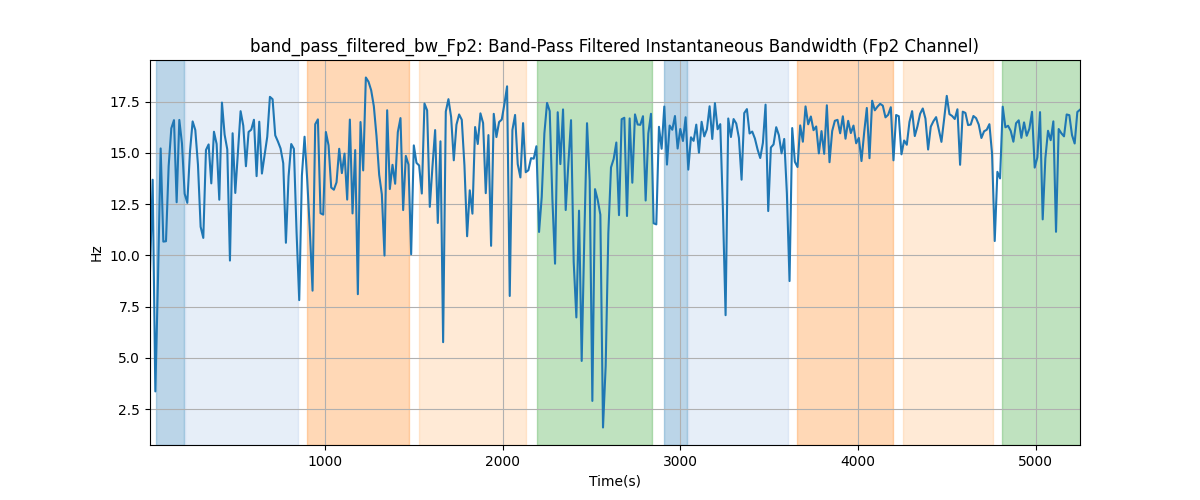 band_pass_filtered_bw_Fp2: Band-Pass Filtered Instantaneous Bandwidth (Fp2 Channel)
17.5
15.0
12.5
10.0
7.5
5.0
2.5
Hz
1000 2000 3000 4000 5000
Time(s)